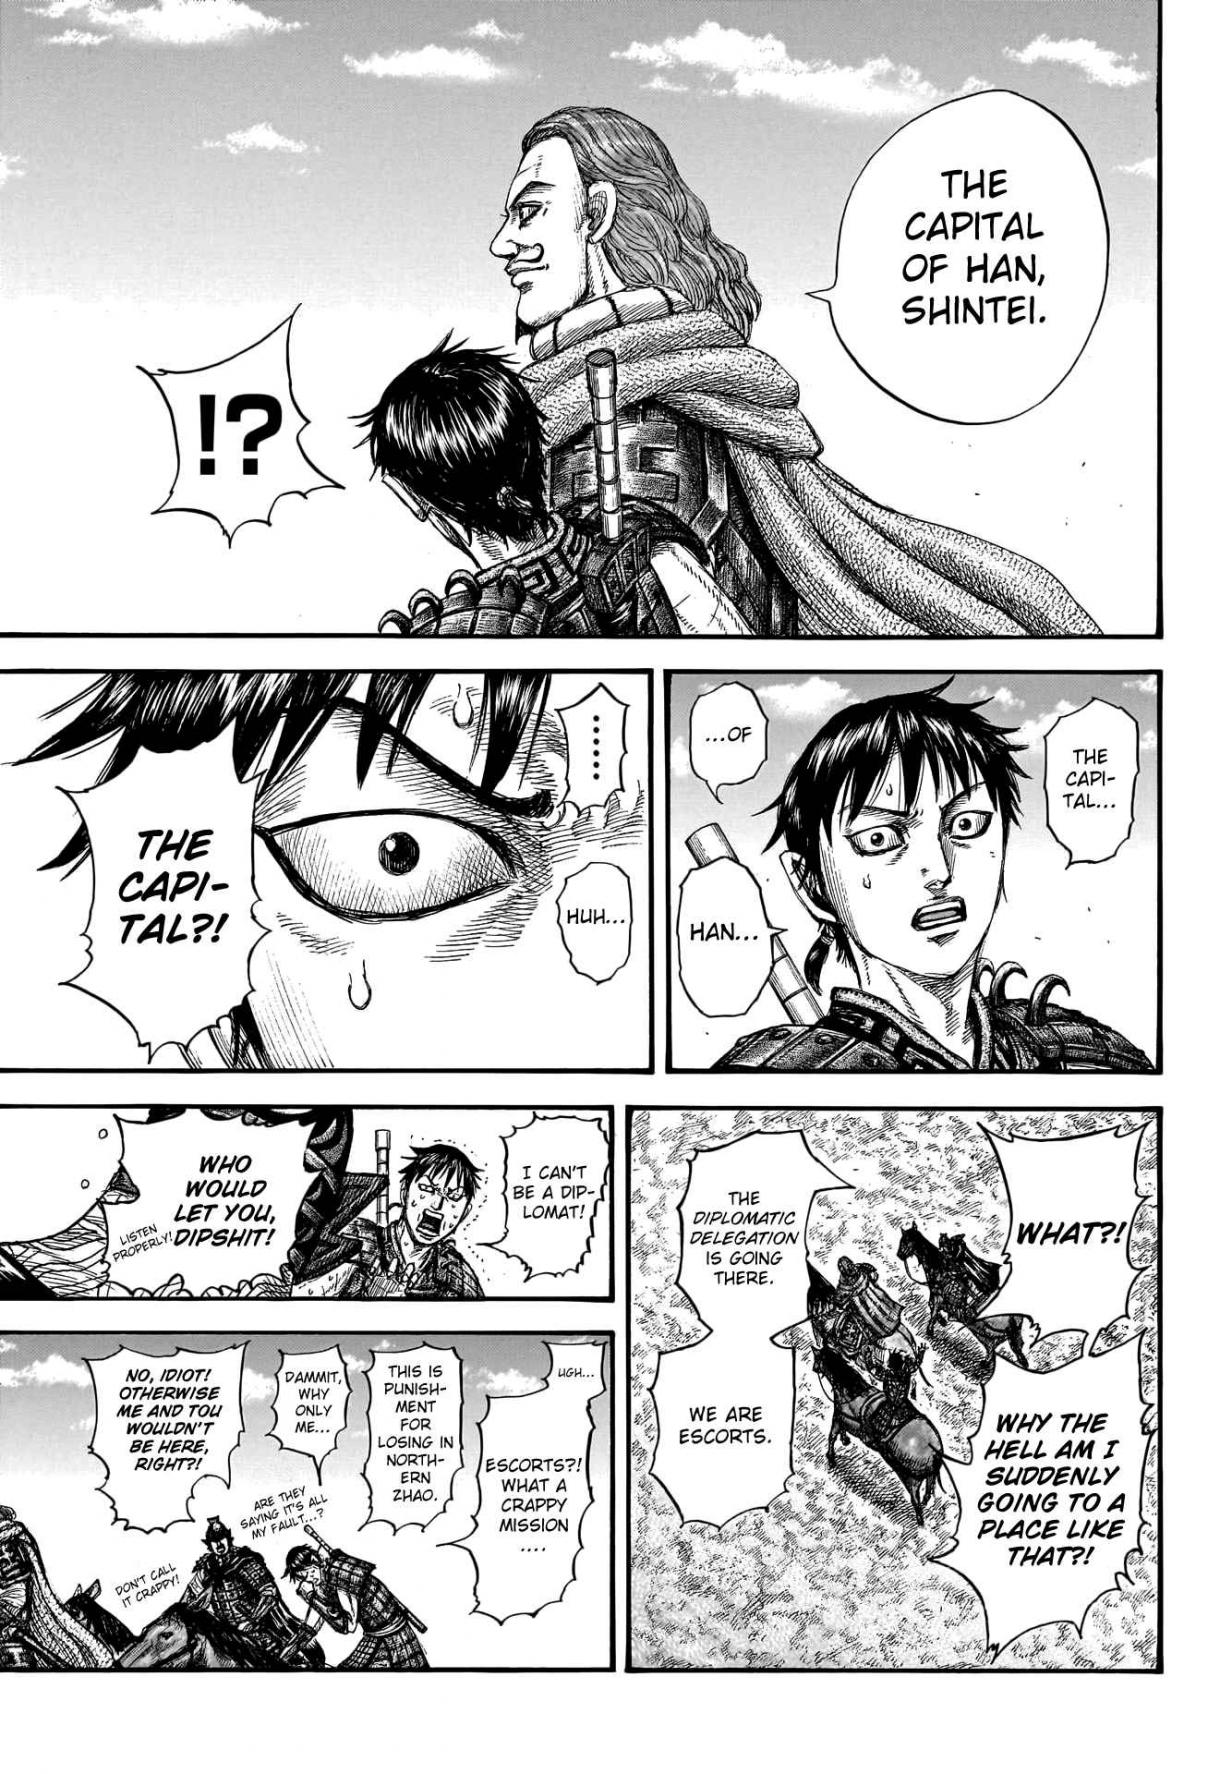 THE
CAPITAL
OF HAN,
SHINTEI.
!?
THE
CAPI-
TAL...
...OF
HAN...
......
HUH...
THE
CAPI-
TAL?!
WHAT?!
WHY THE
HELL AM I
SUDDENLY
GOING TO A
PLACE LIKE
THAT?!
THE
DIPLOMATIC
DELEGATION
IS GOING
THERE.
WE ARE
ESCORTS.
I CAN'T
BE A DIP-
LOMAT!
WHO
WOULD
LET YOU,
DIPSHIT!
LISTEN
PROPERLY!
UGH...
ESCORTS?!
WHAT A
CRAPPY
MISSION
....
THIS IS
PUNISH-
MENT FOR
LOSING IN
NORTH-
ERN
ZHAO.
DAMMIT,
WHY
ONLY
ME...
ARE THEY
SAYING IT'S ALL
MY FAULT...?
NO, IDIOT!
OTHERWISE
ME AND TOU
WOULDN'T
BE HERE,
RIGHT?!
DON'T CALL
IT CRAPPY!